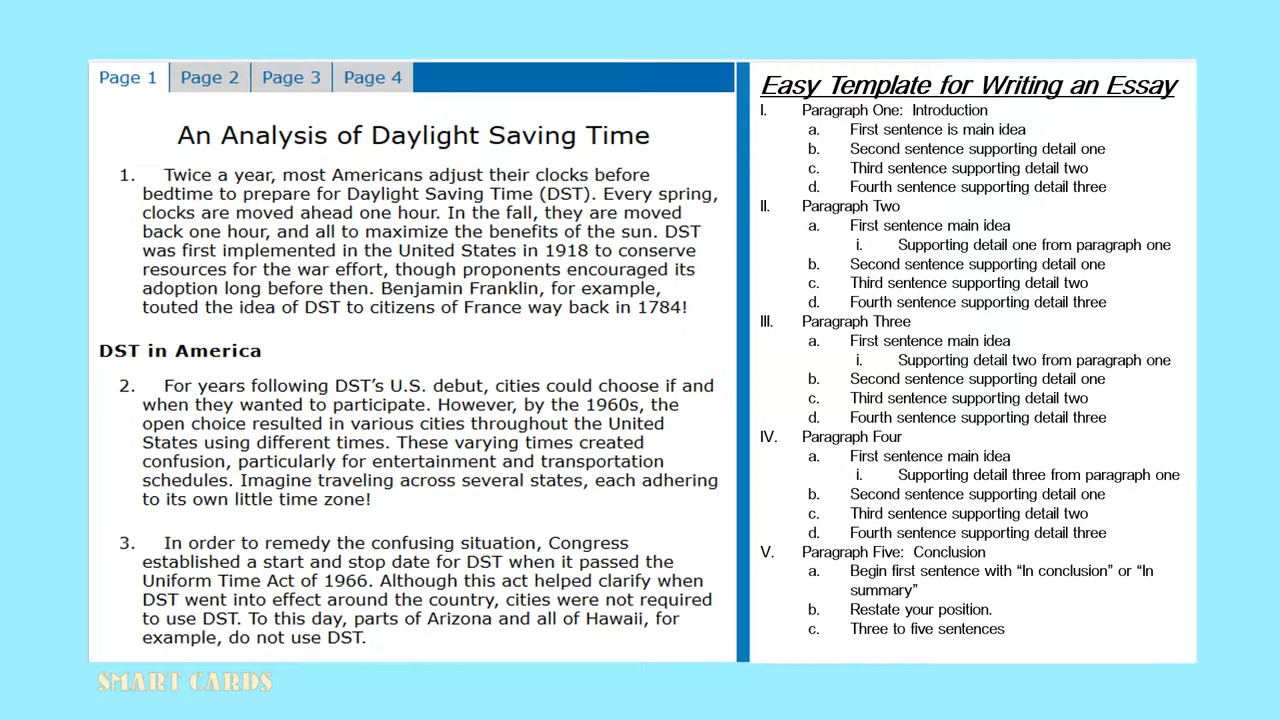 Page 1 Page 2 Page 3 Page 4
An Analysis of Daylight Saving Time
1. Twice a year, most Americans adjust their clocks before
bedtime to prepare for Daylight Saving Time (DST). Every spring,
clocks are moved ahead one hour. In the fall, they are moved
back one hour, and all to maximize the benefits of the sun. DST
was first implemented in the United States in 1918 to conserve
resources for the war effort, though proponents encouraged its
adoption long before then. Benjamin Franklin, for example,
touted the idea of DST to citizens of France way back in 1784!
DST in America
2. For years following DST’s U.S. debut, cities could choose if and
when they wanted to participate. However, by the 1960s, the
open choice resulted in various cities throughout the United
States using different times. These varying times created
confusion, particularly for entertainment and transportation
schedules. Imagine traveling across several states, each adhering
to its own little time zone!
3. In order to remedy the confusing situation, Congress
established a start and stop date for DST when it passed the
Uniform Time Act of 1966. Although this act helped clarify when
DST went into effect around the country, cities were not required
to use DST. To this day, parts of Arizona and all of Hawaii, for
example, do not use DST.
Easy Template for Writing an Essay
I. Paragraph One: Introduction
a. First sentence is main idea
b. Second sentence supporting detail one
c. Third sentence supporting detail two
d. Fourth sentence supporting detail three
II. Paragraph Two
a. First sentence main idea
i. Supporting detail one from paragraph one
b. Second sentence supporting detail one
c. Third sentence supporting detail two
d. Fourth sentence supporting detail three
III. Paragraph Three
a. First sentence main idea
i. Supporting detail two from paragraph one
b. Second sentence supporting detail one
c. Third sentence supporting detail two
d. Fourth sentence supporting detail three
IV. Paragraph Four
a. First sentence main idea
i. Supporting detail three from paragraph one
b. Second sentence supporting detail one
c. Third sentence supporting detail two
d. Fourth sentence supporting detail three
V. Paragraph Five: Conclusion
a. Begin first sentence with “In conclusion” or “In
summary”
b. Restate your position.
c. Three to five sentences
SMART CARDS